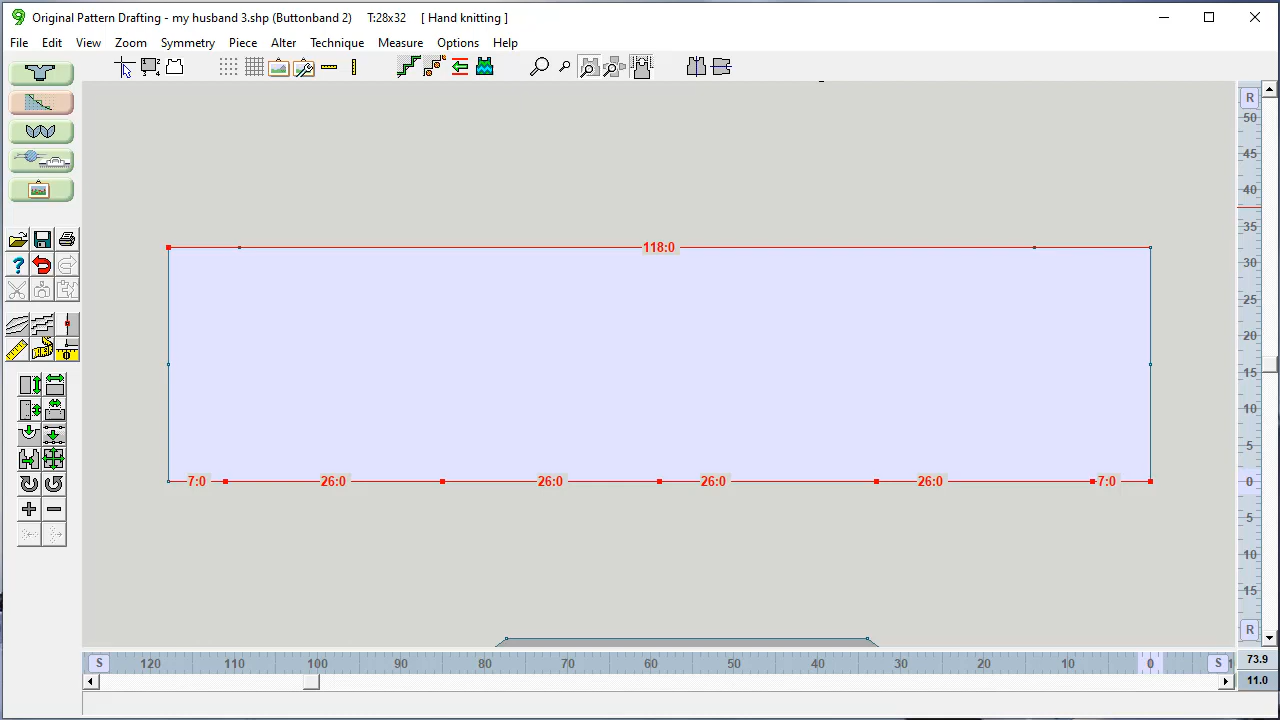 Original Pattern Drafting - my husband 3.shp (Buttonband 2) T:28x32 [ Hand knitting ]
File Edit View Zoom Symmetry Piece Alter Technique Measure Options Help
R
50
45
40
35
30
25
20
15
10
5
0
5
10
15
R
118:0
7:0 26:0 26:0 26:0 26:0 7:0
S 120 110 100 90 80 70 60 50 40 30 20 10 0 S 1
73.9
11.0